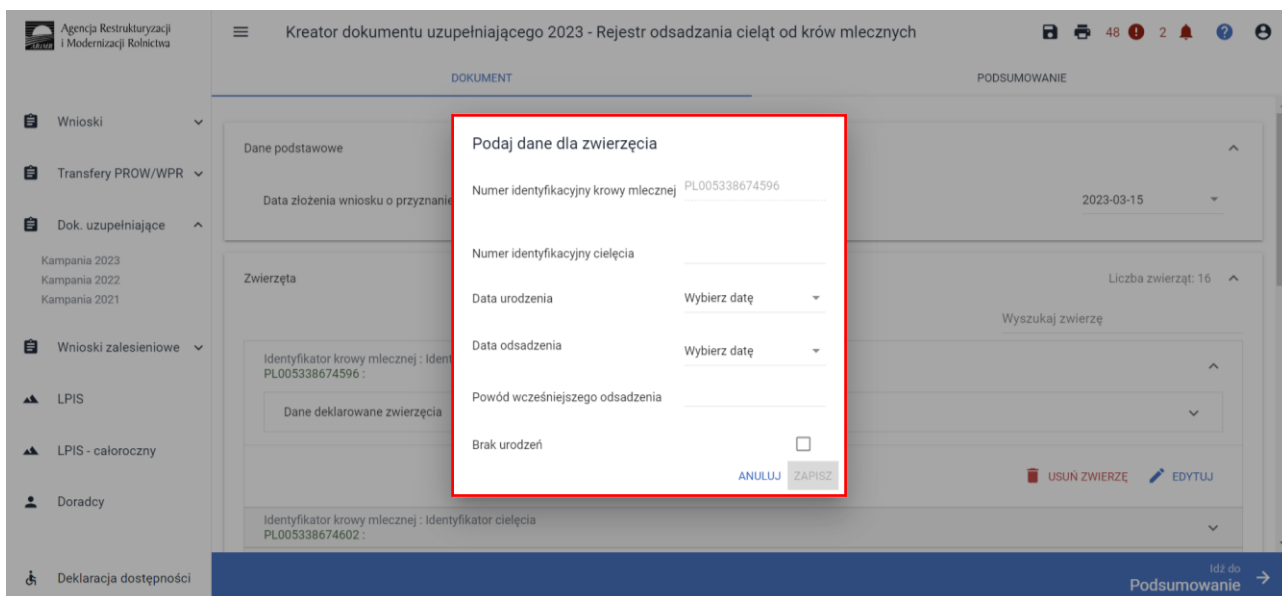 Agencja Restrukturyzacji
i Modernizacji Rolnictwa
Kreator dokumentu uzupełniającego 2023 - Rejestr odsadzania cieląt od krów mlecznych
48 2
DOKUMENT
PODSUMOWANIE
Wnioski
Transfery PROW/WPR
Dok. uzupełniające
Kampania 2023
Kampania 2022
Kampania 2021
Wnioski zalesieniowe
LPIS
LPIS - całoroczny
Doradcy
Deklaracja dostępności
Dane podstawowe
Data złożenia wniosku o przyznanie
2023-03-15
Zwierzęta
Liczba zwierząt: 16
Wyszukaj zwierzę
Identyfikator krowy mlecznej : Ident
PL005338674596 :
Dane deklarowane zwierzęcia
USUŃ ZWIERZĘ EDYTUJ
Identyfikator krowy mlecznej : Identyfikator cielęcia
PL005338674602 :
Podaj dane dla zwierzęcia
Numer identyfikacyjny krowy mlecznej PL005338674596
Numer identyfikacyjny cielęcia
Data urodzenia Wybierz datę
Data odsadzenia Wybierz datę
Powód wcześniejszego odsadzenia
Brak urodzeń
ANULUJ ZAPISZ
Idź do
Podsumowanie